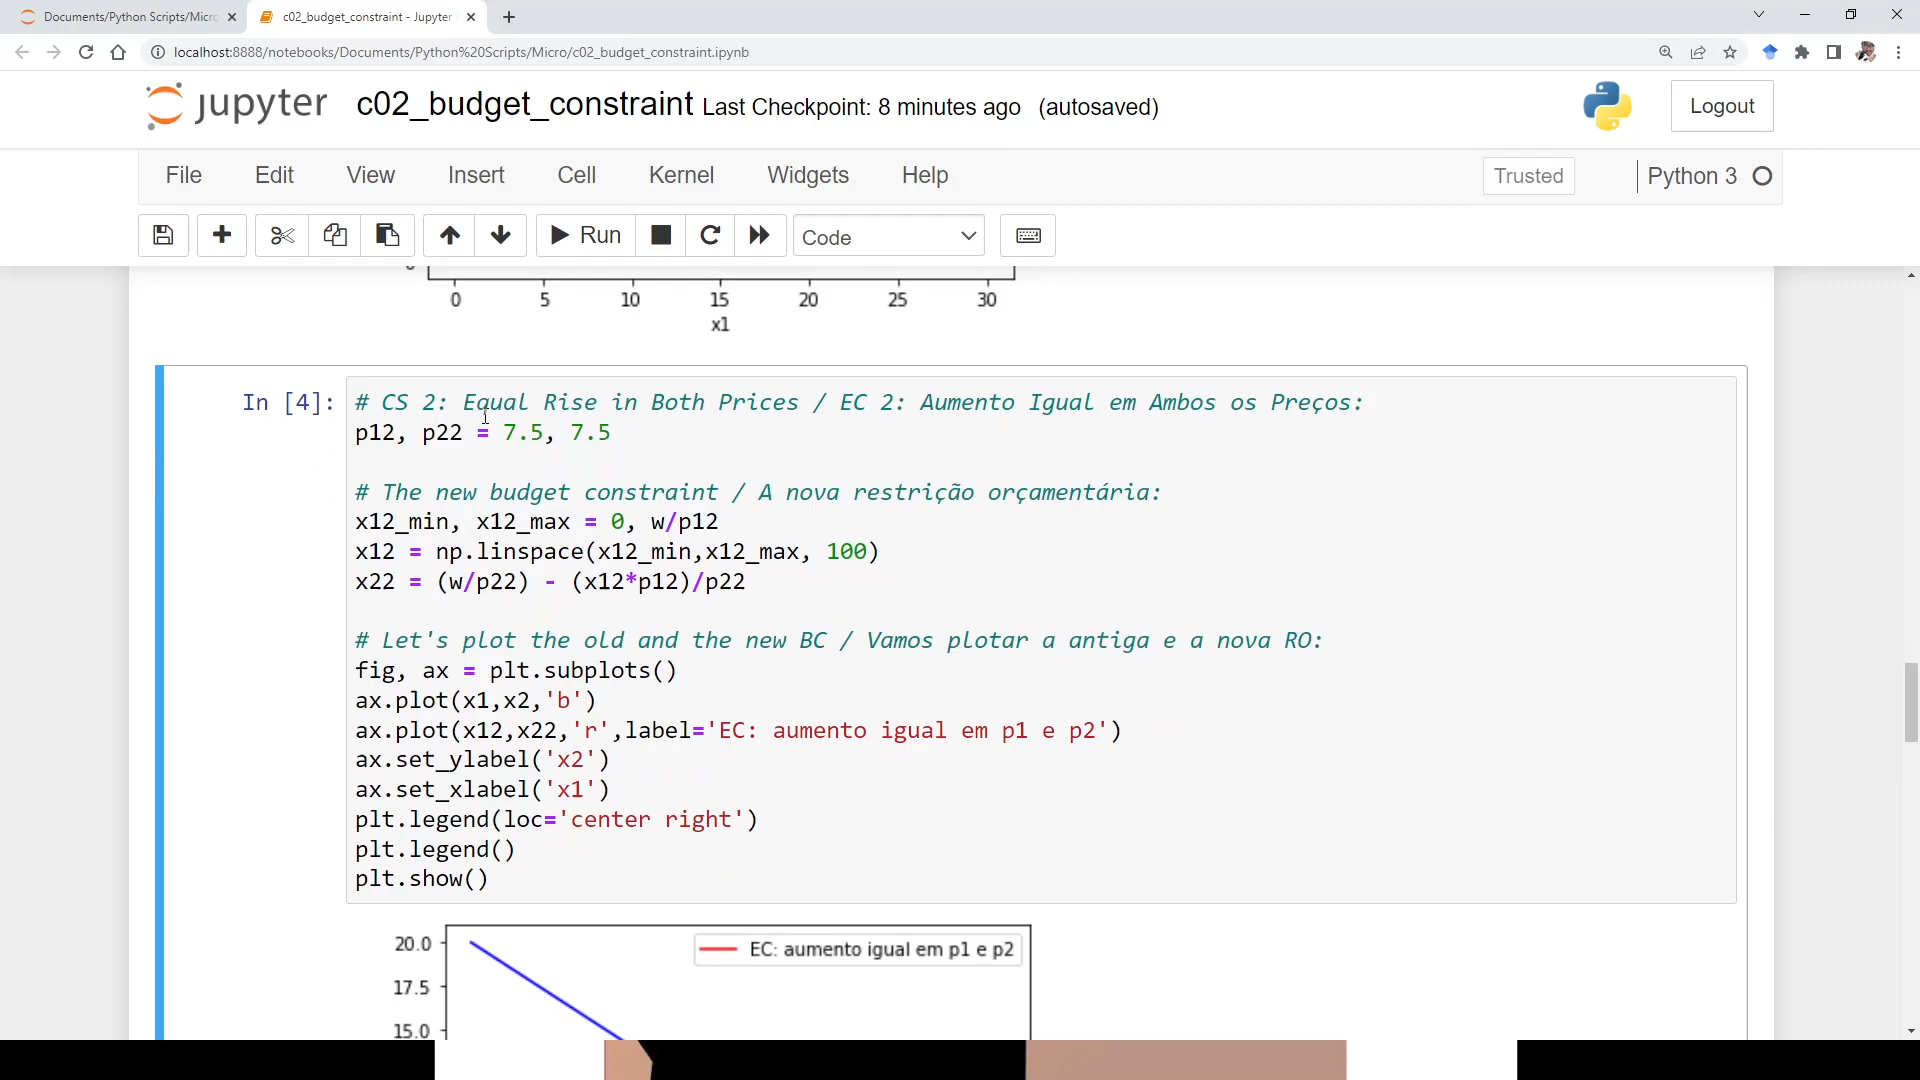 Documents/Python Scripts/Micro
c02_budget_constraint - Jupyter
localhost:8888/notebooks/Documents/Python%20Scripts/Micro/c02_budget_constraint.ipynb
jupyter c02_budget_constraint Last Checkpoint: 8 minutes ago (autosaved)
Logout
File Edit View Insert Cell Kernel Widgets Help
Trusted
Python 3
Run
Code
0 5 10 15 20 25 30
x1
In [4]:
# CS 2: Equal Rise in Both Prices / EC 2: Aumento Igual em Ambos os Preços:
p12, p22 = 7.5, 7.5
# The new budget constraint / A nova restrição orçamentária:
x12_min, x12_max = 0, w/p12
x12 = np.linspace(x12_min,x12_max, 100)
x22 = (w/p22) - (x12*p12)/p22
# Let's plot the old and the new BC / Vamos plotar a antiga e a nova RO:
fig, ax = plt.subplots()
ax.plot(x1,x2,'b')
ax.plot(x12,x22,'r',label='EC: aumento igual em p1 e p2')
ax.set_ylabel('x2')
ax.set_xlabel('x1')
plt.legend(loc='center right')
plt.legend()
plt.show()
20.0
EC: aumento igual em p1 e p2
17.5
15.0